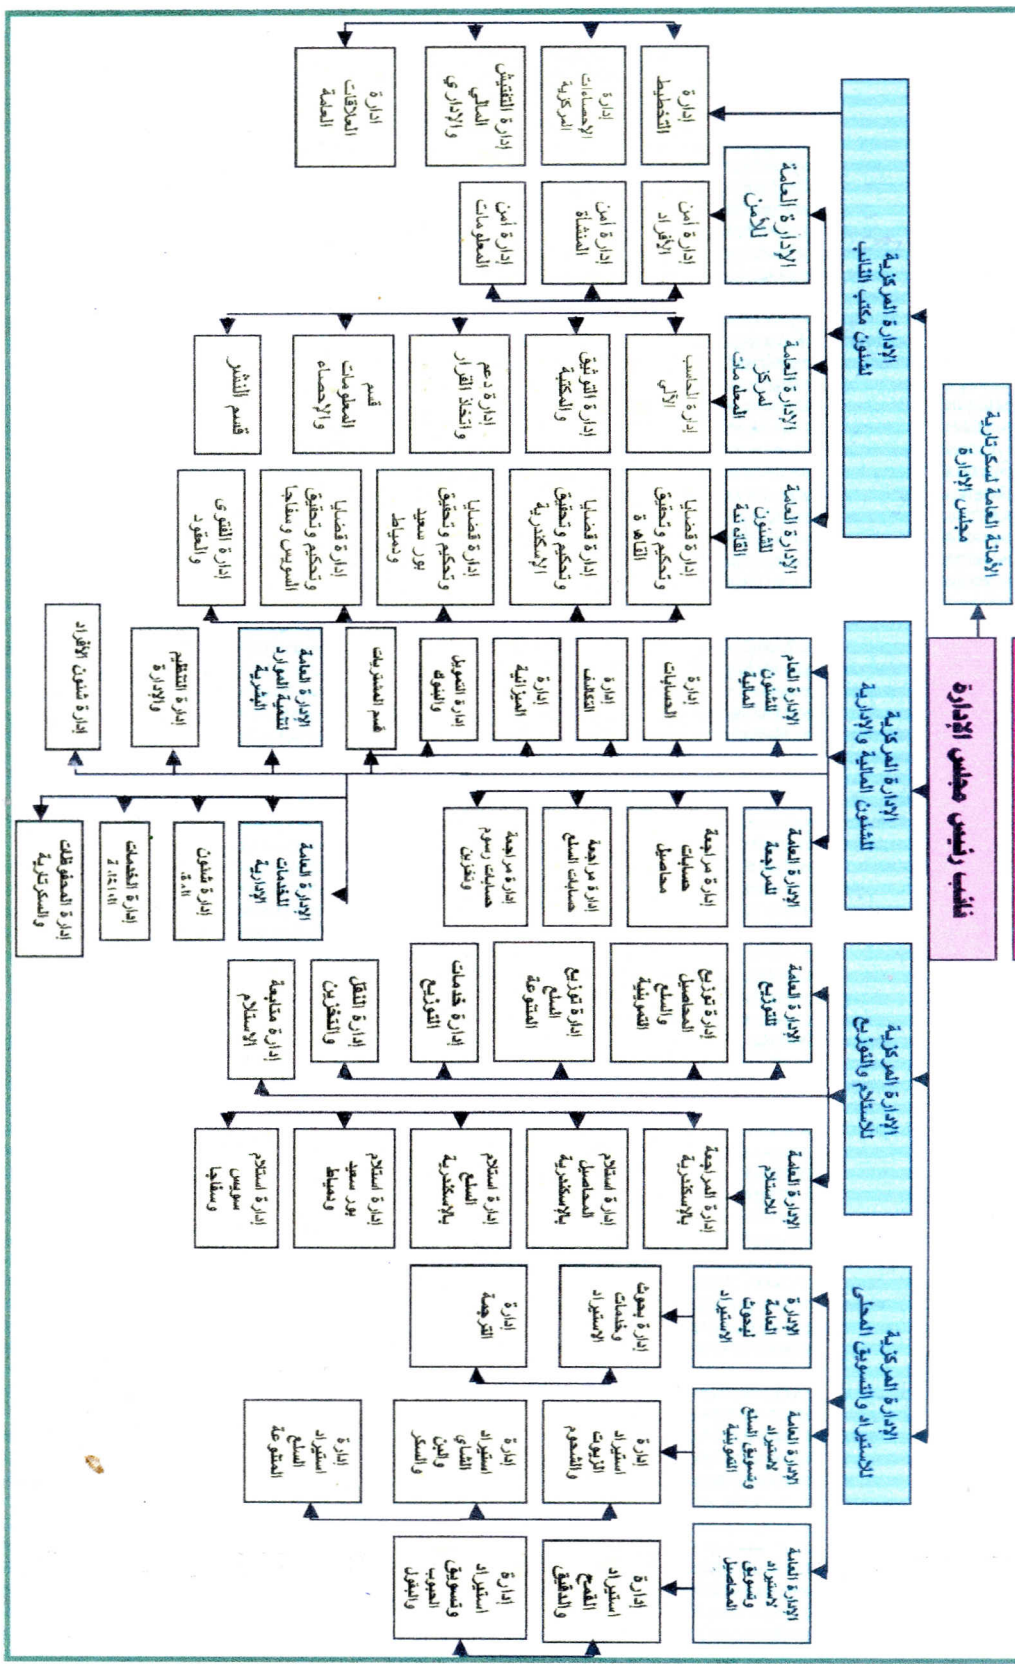 نائب رئيس مجلس الإدارة
الأمانة العامة لسكرتارية
مجلس الإدارة
الإدارة المركزية
لشئون مكتب النائب
إدارة
التخطيط
إدارة
الإحصاءات
المركزية
إدارة التفتيش
المالي
والإداري
إدارة
العلاقات
العامة
الإدارة العامة
للأمن
إدارة أمن
الأفراد
إدارة أمن
المنشأة
إدارة أمن
المعلومات
الإدارة العامة
لمركز
المعلومات
إدارة الحاسب
الآلي
إدارة التوثيق
والمكتبة
إدارة دعم
واتخاذ القرار
قسم
المعلومات
والإحصاء
قسم النشر
الإدارة العامة
للشئون
القانونية
إدارة قضايا
وتحكيم وتحقيق
القاهرة
إدارة قضايا
وتحكيم وتحقيق
الإسكندرية
إدارة قضايا
وتحكيم وتحقيق
بور سعيد
ودمياط
إدارة قضايا
وتحكيم وتحقيق
السويس وسفاجا
إدارة الفتوى
والعقود
الإدارة المركزية
للشئون المالية والإدارية
الإدارة العام
للشئون
المالية
إدارة
الحسابات
إدارة
التكاليف
إدارة
الميزانية
إدارة التمويل
والبنوك
قسم المشتريات
الإدارة العامة
لتنمية الموارد
البشرية
إدارة التنظيم
والإدارة
إدارة شئون الأفراد
الإدارة العامة
للمراجعة
إدارة مراجعة
حسابات
محاصيل
إدارة مراجعة
حسابات السلع
إدارة مراجعة
حسابات رسوم
وتخزين
الإدارة العامة
للخدمات
الإدارية
إدارة شئون
إدارة الخدمات
إدارة المحفوظات
والسكرتارية
الإدارة المركزية
للاستلام والتوزيع
الإدارة العامة
للتوزيع
إدارة توزيع
المحاصيل
والسلع
التموينية
إدارة توزيع
السلع
المتنوعة
إدارة خدمات
التوزيع
إدارة النقل
والتخزين
إدارة متابعة
الاستلام
الإدارة العامة
للاستلام
إدارة المراجعة
بالإسكندرية
إدارة استلام
المحاصيل
بالإسكندرية
إدارة استلام
السلع
بالإسكندرية
إدارة استلام
بور سعيد
ودمياط
إدارة استلام
سويس
وسفاجا
الإدارة المركزية
للاستيراد والتسويق المحلى
الإدارة
العامة
لبحوث
الاستيراد
إدارة بحوث
وخدمات
الاستيراد
إدارة
الترجمة
الإدارة العامة
لاستيراد
وتسويق السلع
التموينية
إدارة
استيراد
الزيوت
والشحوم
إدارة
استيراد
الشاي
والبن
والسكر
إدارة
استيراد
السلع
المتنوعة
الإدارة العامة
لاستيراد
وتسويق
المحاصيل
إدارة
استيراد
القمح
والدقيق
إدارة
استيراد
وتسويق
الحبوب
والبقول